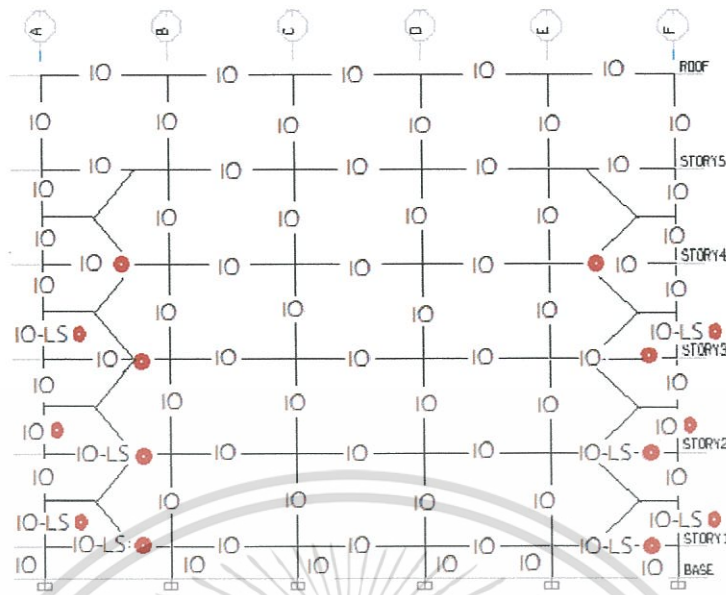 A B C D E F
IO IO IO IO IO ROOF
IO IO IO IO IO IO
IO IO IO IO IO STORY5
IO IO
IO IO IO IO
IO IO
IO IO IO IO IO STORY4
IO IO
IO IO IO IO
IO-LS IO-LS
IO IO IO IO IO STORY3
IO IO
IO IO IO IO
IO IO
IO-LS IO IO IO IO-LS STORY2
IO IO
IO IO IO IO
IO-LS IO-LS
IO-LS IO IO IO IO-LS STORY1
IO IO IO IO IO IO BASE